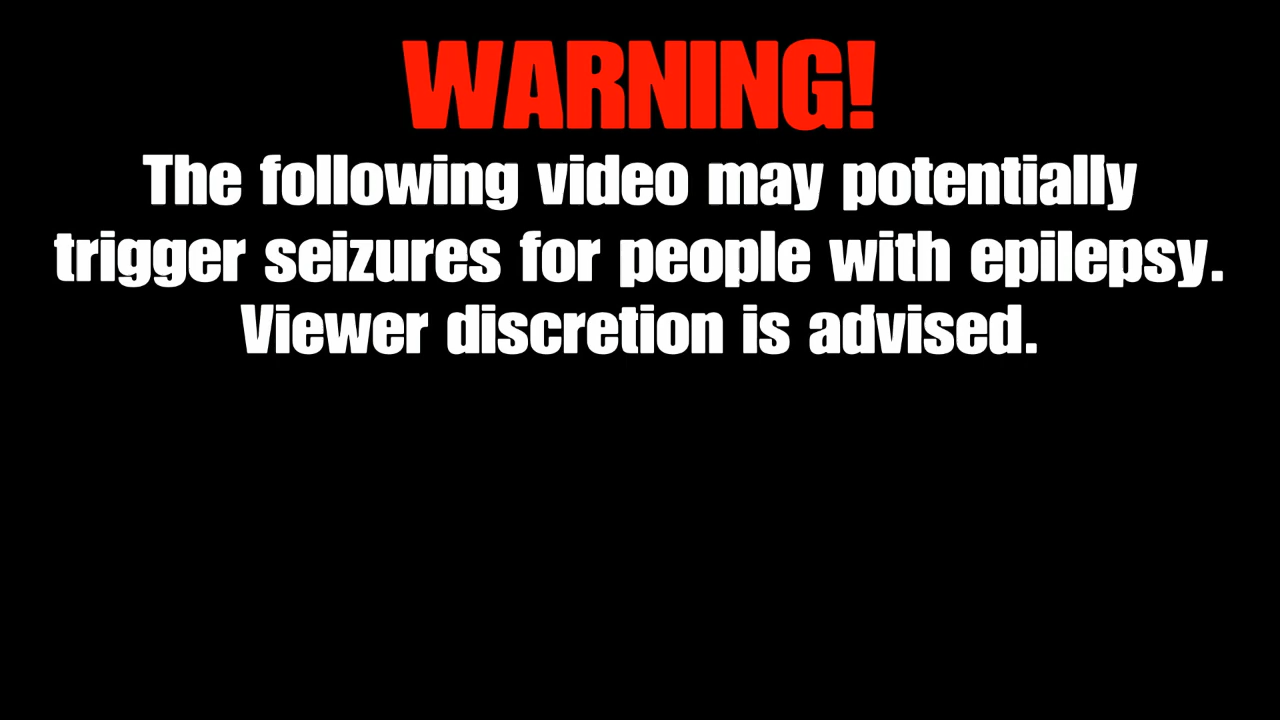 WARNING!
The following video may potentially
trigger seizures for people with epilepsy.
Viewer discretion is advised.